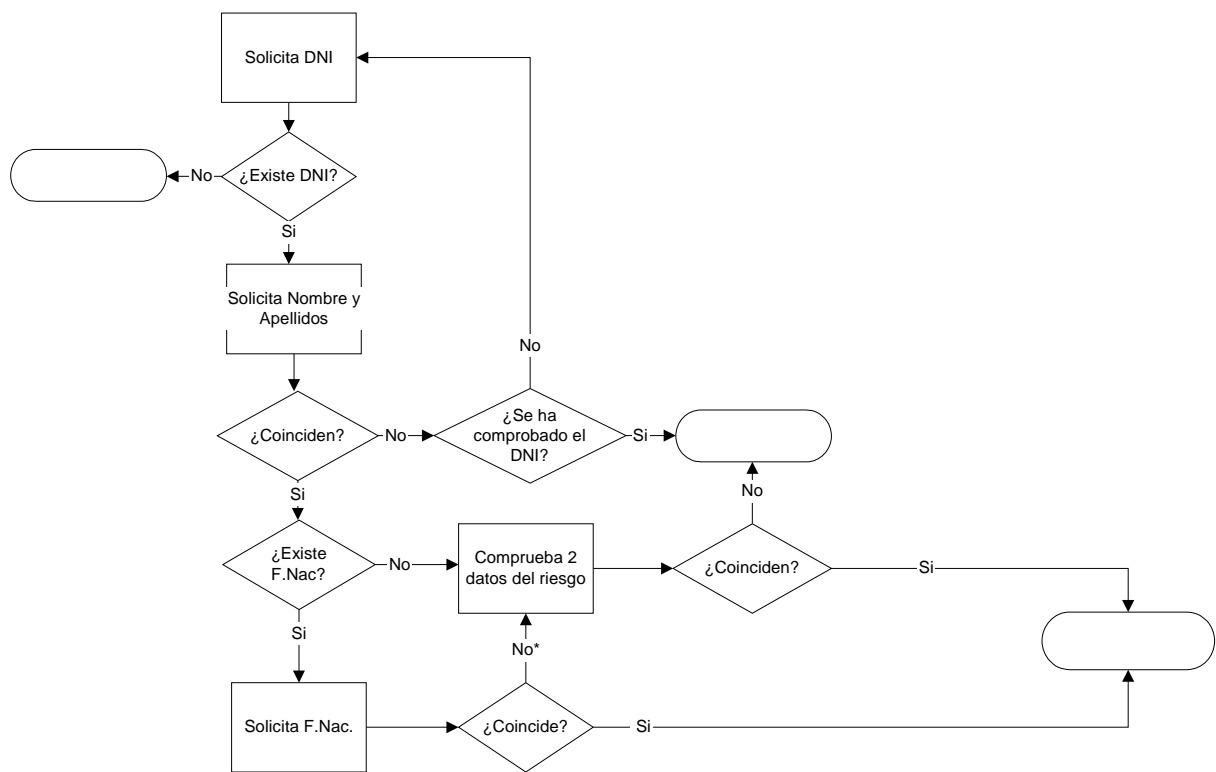 Solicita DNI
No
¿Existe DNI?
Si
Solicita Nombre y
Apellidos
No
¿Coinciden?
No
¿Se ha
comprobado el
DNI?
Si
Si
No
¿Existe
F.Nac?
No
Comprueba 2
datos del riesgo
¿Coinciden?
Si
Si
No*
Solicita F.Nac.
¿Coincide?
Si